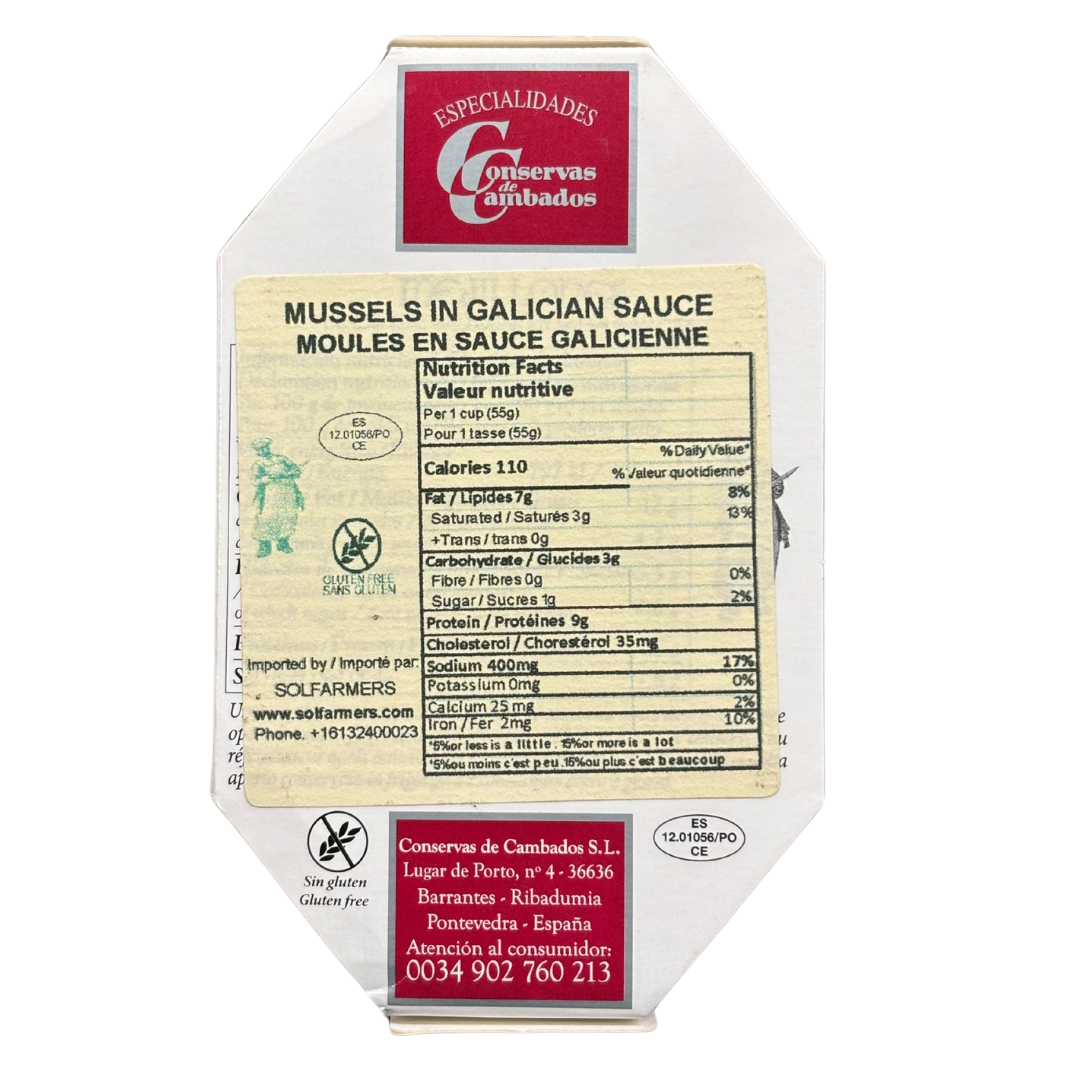 ESPECIALIDADES
Conservas
de
Cambados
MUSSELS IN GALICIAN SAUCE
MOULES EN SAUCE GALICIENNE
Nutrition Facts
Valeur nutritive
Per 1 cup (55g)
Pour 1 tasse (55g)
% Daily Value*
Calories 110
% Valeur quotidienne*
Fat / Lipides 7g 8%
Saturated / Saturés 3g 13%
+Trans / trans 0g
Carbohydrate / Glucides 3g
Fibre / Fibres 0g 0%
Sugar / Sucres 1g 2%
Protein / Protéines 9g
Cholesterol / Chorestérol 35mg
Sodium 400mg 17%
Potassium 0mg 0%
Calcium 25 mg 2%
Iron / Fer 2mg 10%
*5% or less is a little. 15% or more is a lot
*5% ou moins c'est peu. 15% ou plus c'est beaucoup
ES
12.01056/PO
CE
GLUTEN FREE
SANS GLUTEN
Imported by / Importé par:
SOLFARMERS
www.solfarmers.com
Phone. +16132400023
Sin gluten
Gluten free
Conservas de Cambados S.L.
Lugar de Porto, nº 4 - 36636
Barrantes - Ribadumia
Pontevedra - España
Atención al consumidor:
0034 902 760 213
ES
12.01056/PO
CE